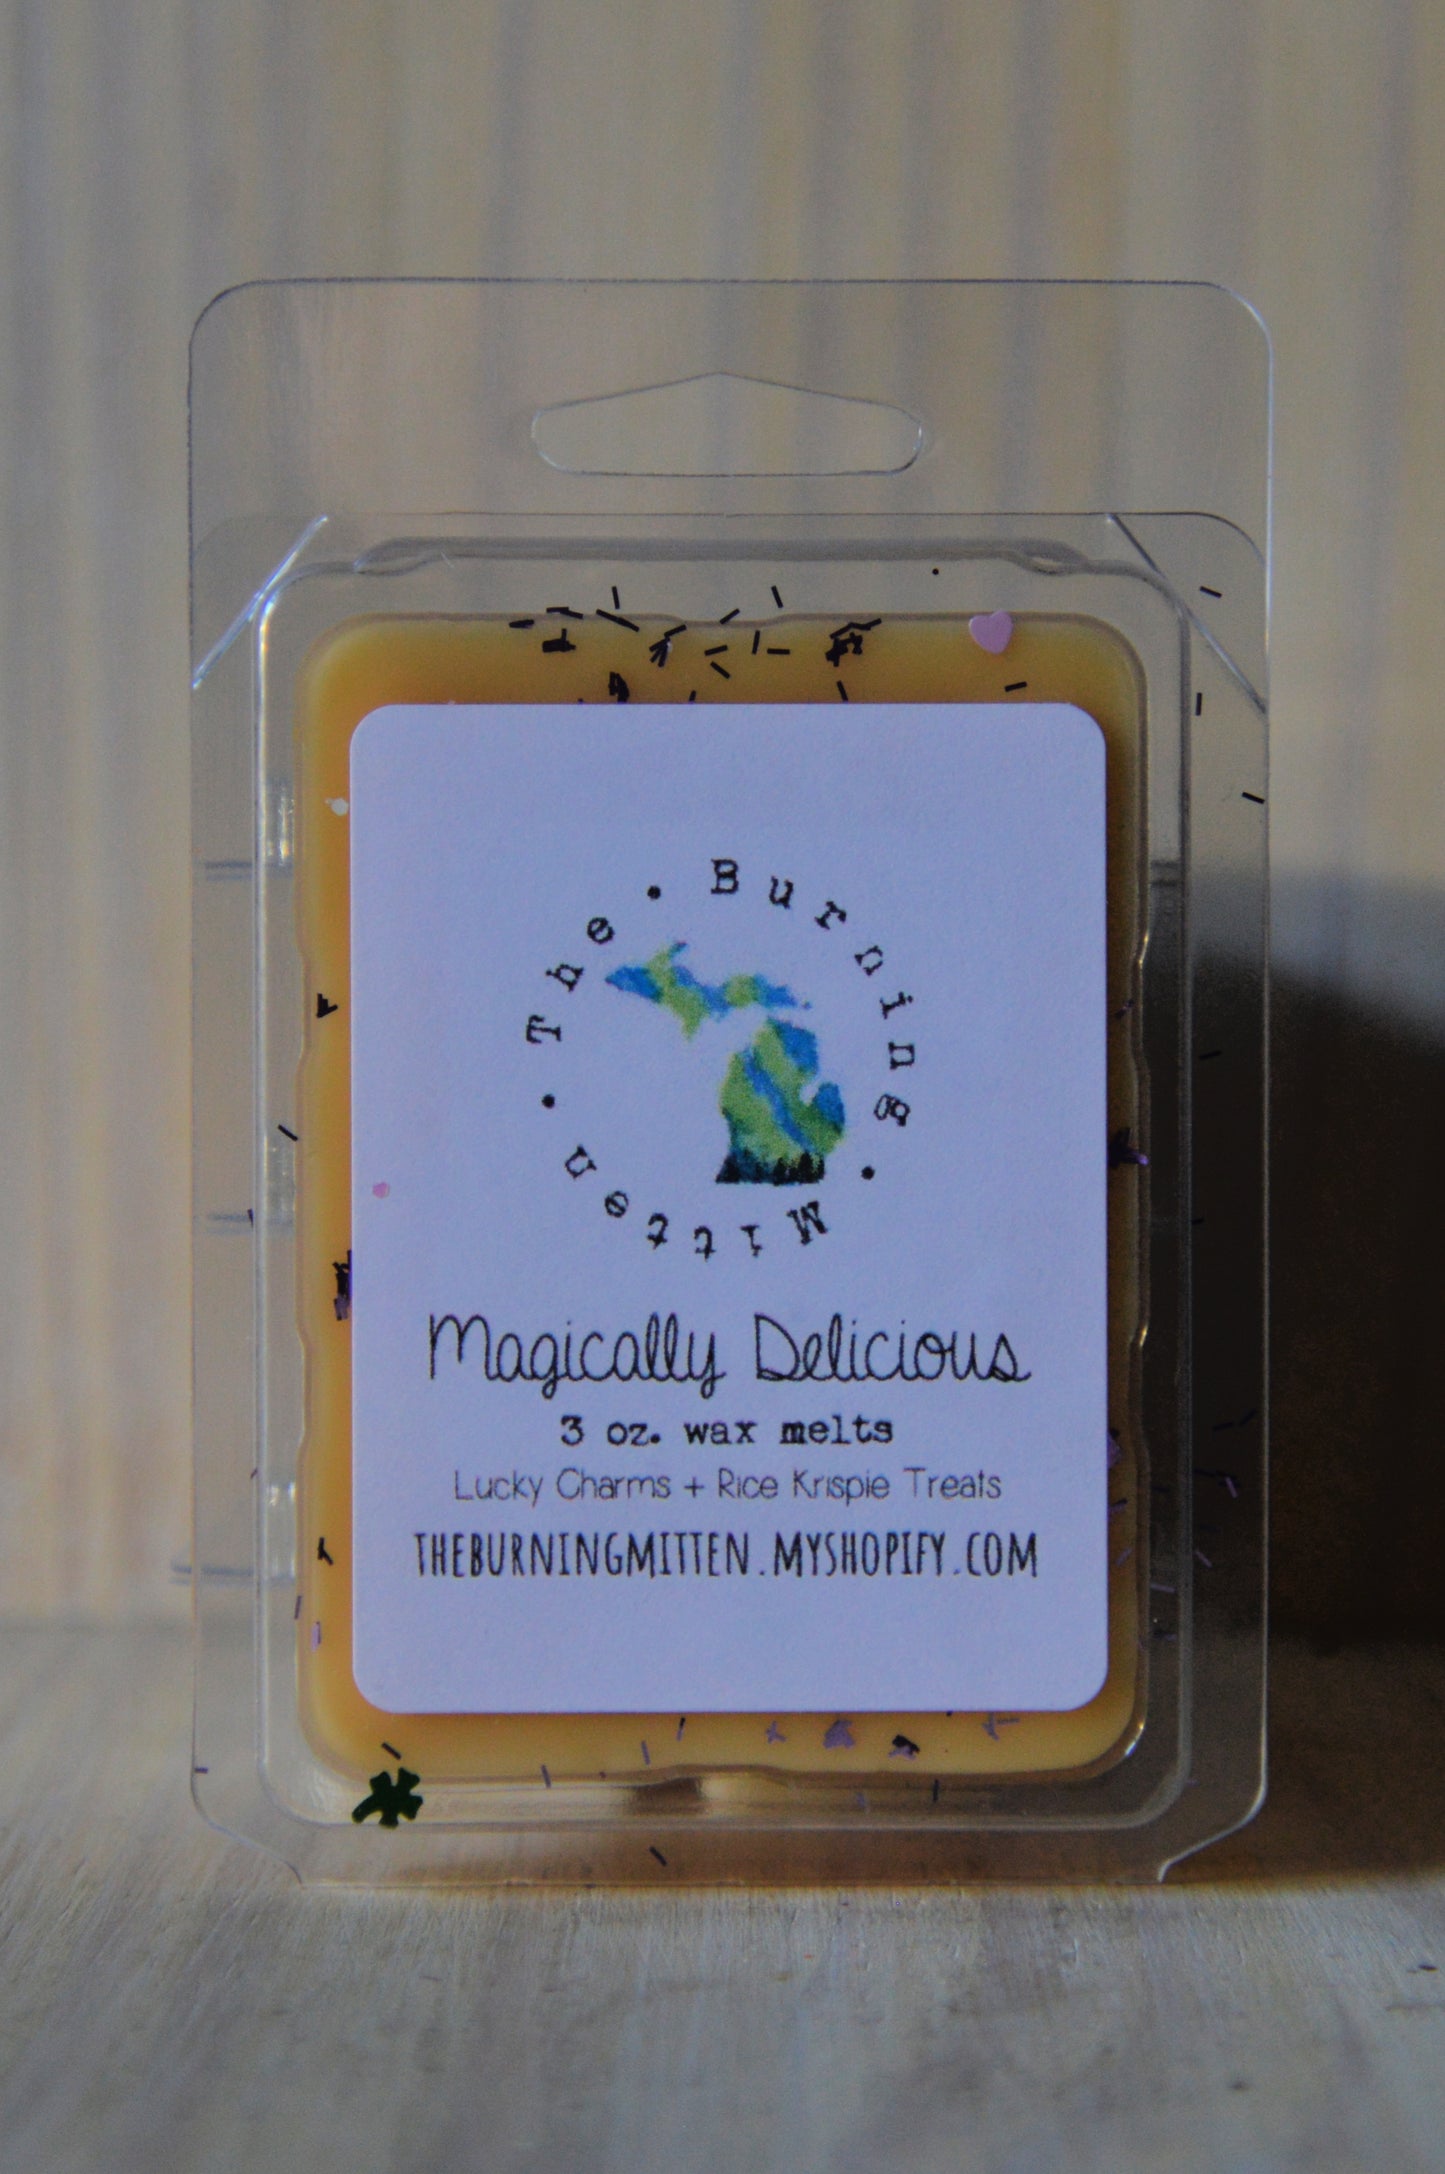 • The • Burning • Mitten
Magically Delicious
3 oz. wax melts
Lucky Charms + Rice Krispie Treats
THEBURNINGMITTEN.MYSHOPIFY.COM